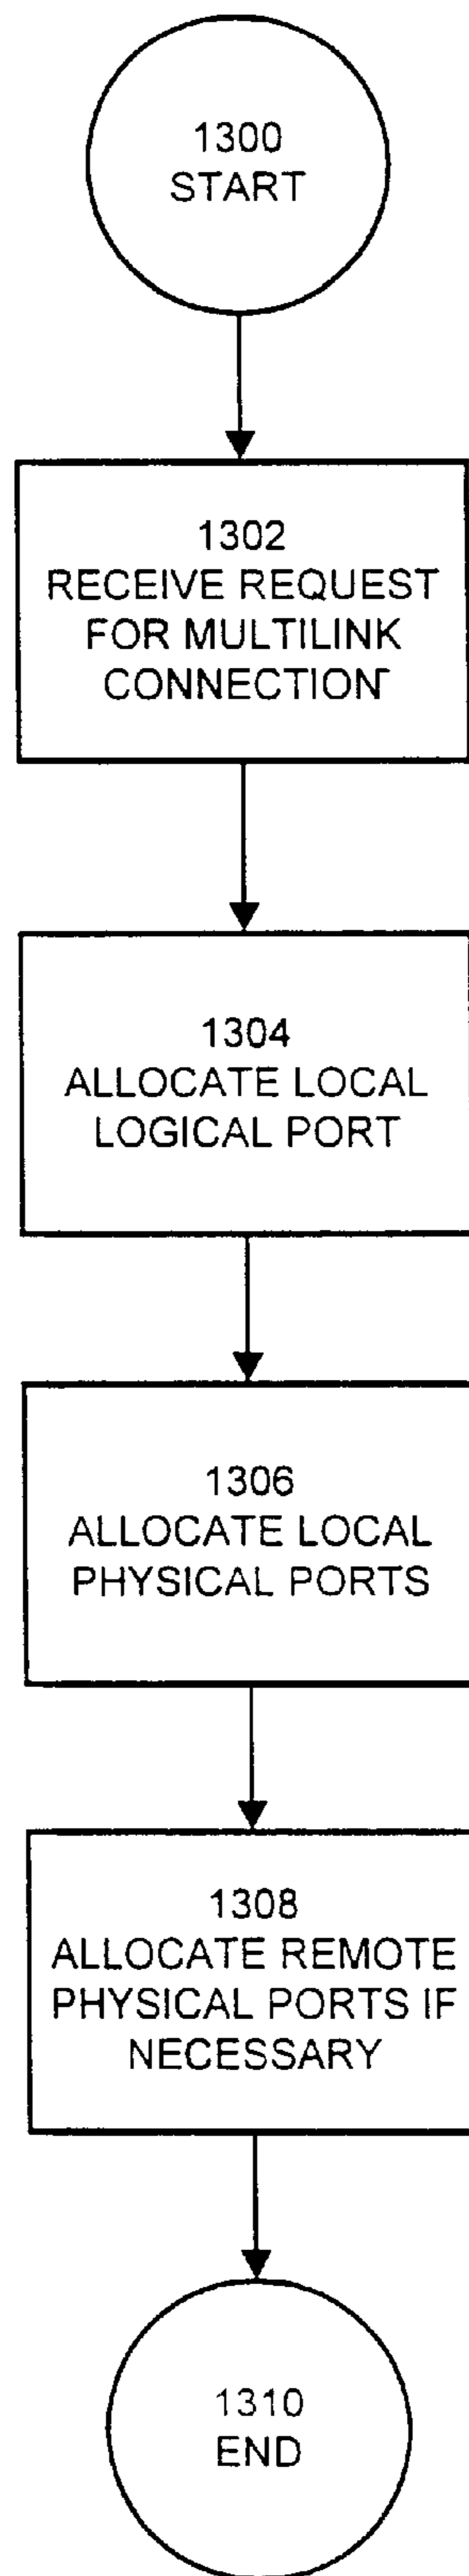 1300
START
1302
RECEIVE REQUEST
FOR MULTILINK
CONNECTION
1304
ALLOCATE LOCAL
LOGICAL PORT
1306
ALLOCATE LOCAL
PHYSICAL PORTS
1308
ALLOCATE REMOTE
PHYSICAL PORTS IF
NECESSARY
1310
END